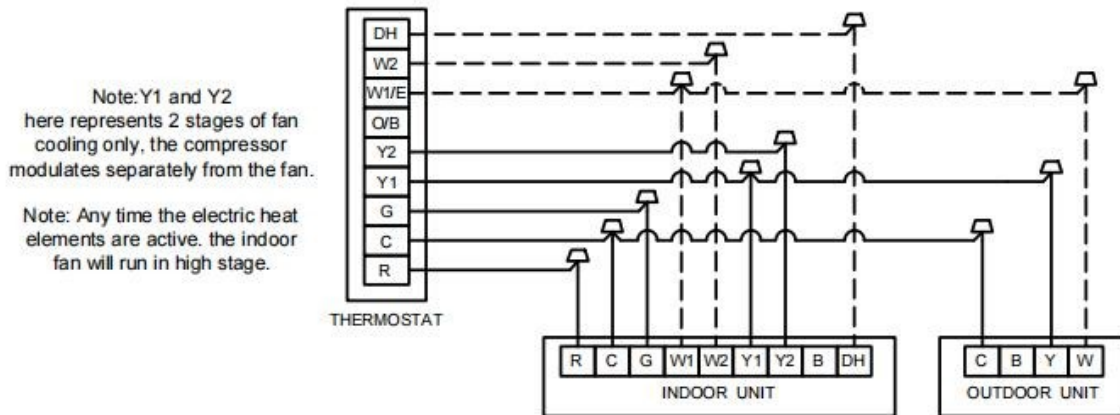 Note:Y1 and Y2
here represents 2 stages of fan
cooling only, the compressor
modulates separately from the fan.
Note: Any time the electric heat
elements are active. the indoor
fan will run in high stage.
DH
W2
W1/E
O/B
Y2
Y1
G
C
R
THERMOSTAT
R C G W1 W2 Y1 Y2 B DH
INDOOR UNIT
C B Y W
OUTDOOR UNIT